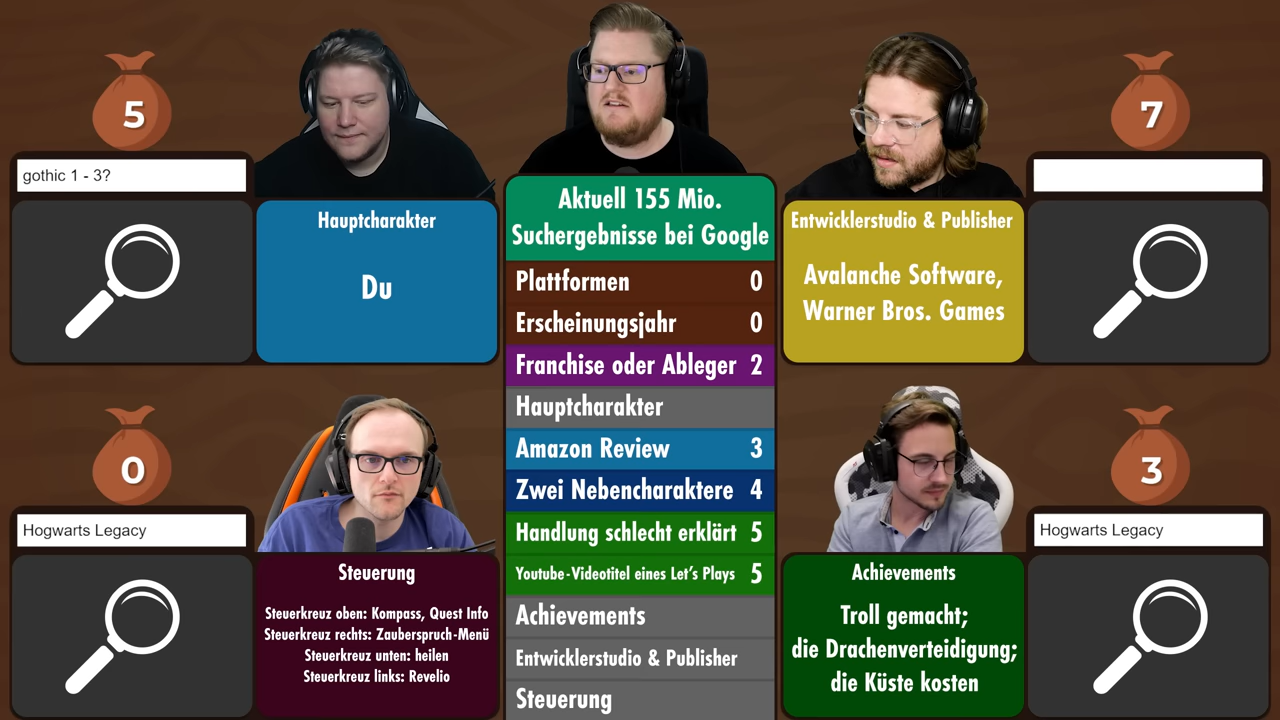 5
gothic 1 - 3?
Hauptcharakter
Du
Aktuell 155 Mio.
Suchergebnisse bei Google
Plattformen 0
Erscheinungsjahr 0
Franchise oder Ableger 2
Hauptcharakter
Amazon Review 3
Zwei Nebencharaktere 4
Handlung schlecht erklärt 5
Youtube-Videotitel eines Let's Plays 5
Achievements
Entwicklerstudio & Publisher
Steuerung
Entwicklerstudio & Publisher
Avalanche Software,
Warner Bros. Games
7
0
Hogwarts Legacy
Steuerung
Steuerkreuz oben: Kompass, Quest Info
Steuerkreuz rechts: Zauberspruch-Menü
Steuerkreuz unten: heilen
Steuerkreuz links: Revelio
Achievements
Troll gemacht;
die Drachenverteidigung;
die Küste kosten
3
Hogwarts Legacy